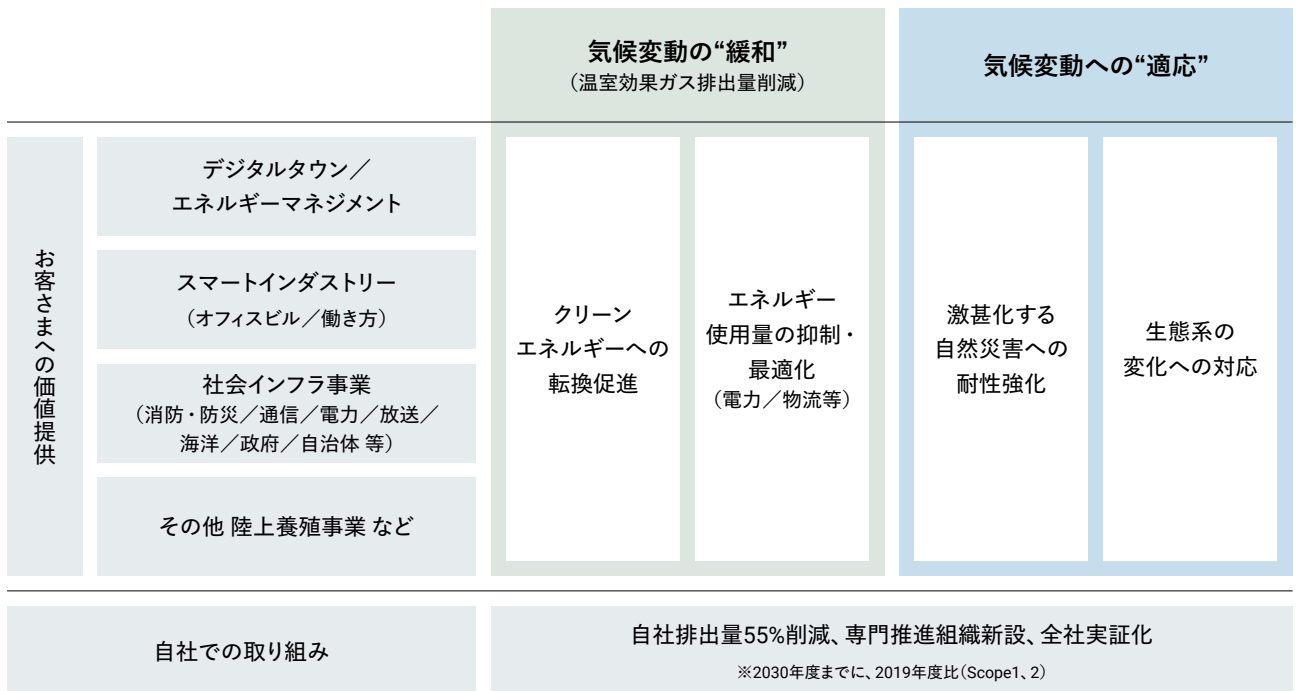 気候変動の“緩和”
（温室効果ガス排出量削減）
気候変動への“適応”
お客さまへの価値提供
デジタルタウン／
エネルギーマネジメント
スマートインダストリー
（オフィスビル／働き方）
社会インフラ事業
（消防・防災／通信／電力／放送／
海洋／政府／自治体 等）
その他 陸上養殖事業 など
クリーン
エネルギーへの
転換促進
エネルギー
使用量の抑制・
最適化
（電力／物流等）
激甚化する
自然災害への
耐性強化
生態系の
変化への対応
自社での取り組み
自社排出量55%削減、専門推進組織新設、全社実証化
※2030年度までに、2019年度比（Scope1、2）